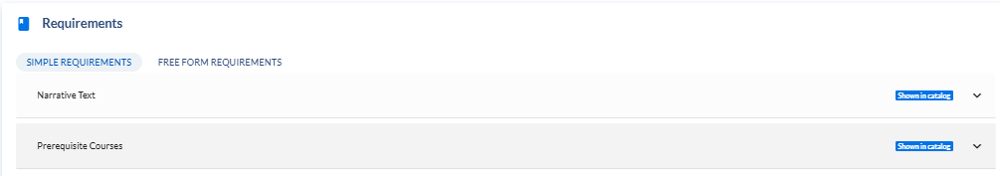 Requirements
SIMPLE REQUIREMENTS FREE FORM REQUIREMENTS
Narrative Text Shown in catalog
Prerequisite Courses Shown in catalog